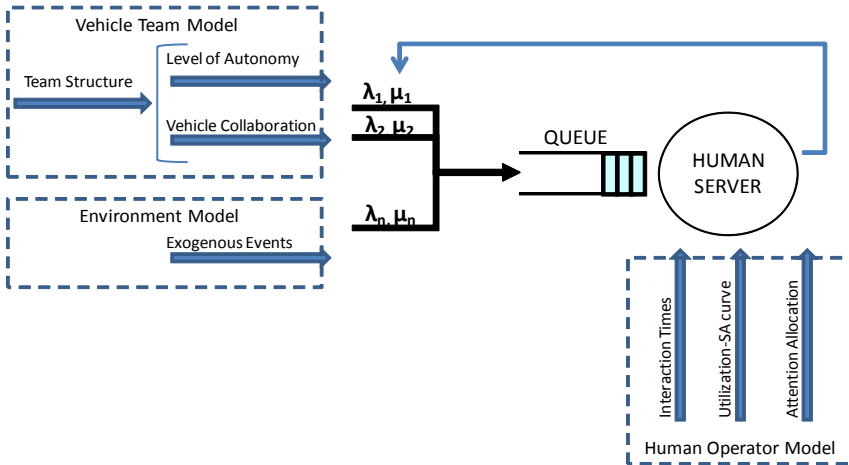 Vehicle Team Model
Level of Autonomy
Team Structure
Vehicle Collaboration
Environment Model
Exogenous Events
λ1, μ1
λ2, μ2
λn, μn
QUEUE
HUMAN
SERVER
Interaction Times
Utilization-SA curve
Attention Allocation
Human Operator Model